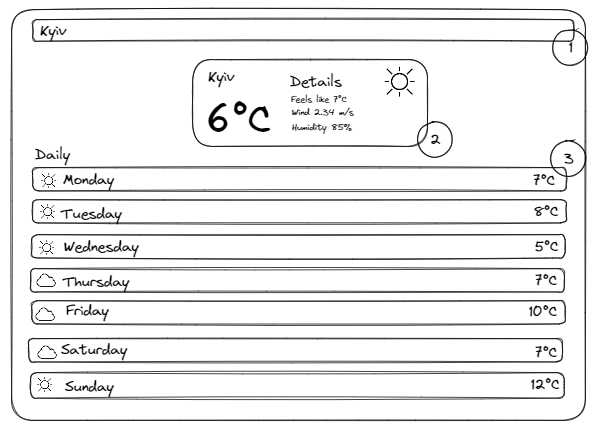 Kyiv
1
Kyiv
6°C
Details
Feels like 7°C
Wind 2.34 m/s
Humidity 85%
2
Daily
3
Monday 7°C
Tuesday 8°C
Wednesday 5°C
Thursday 7°C
Friday 10°C
Saturday 7°C
Sunday 12°C